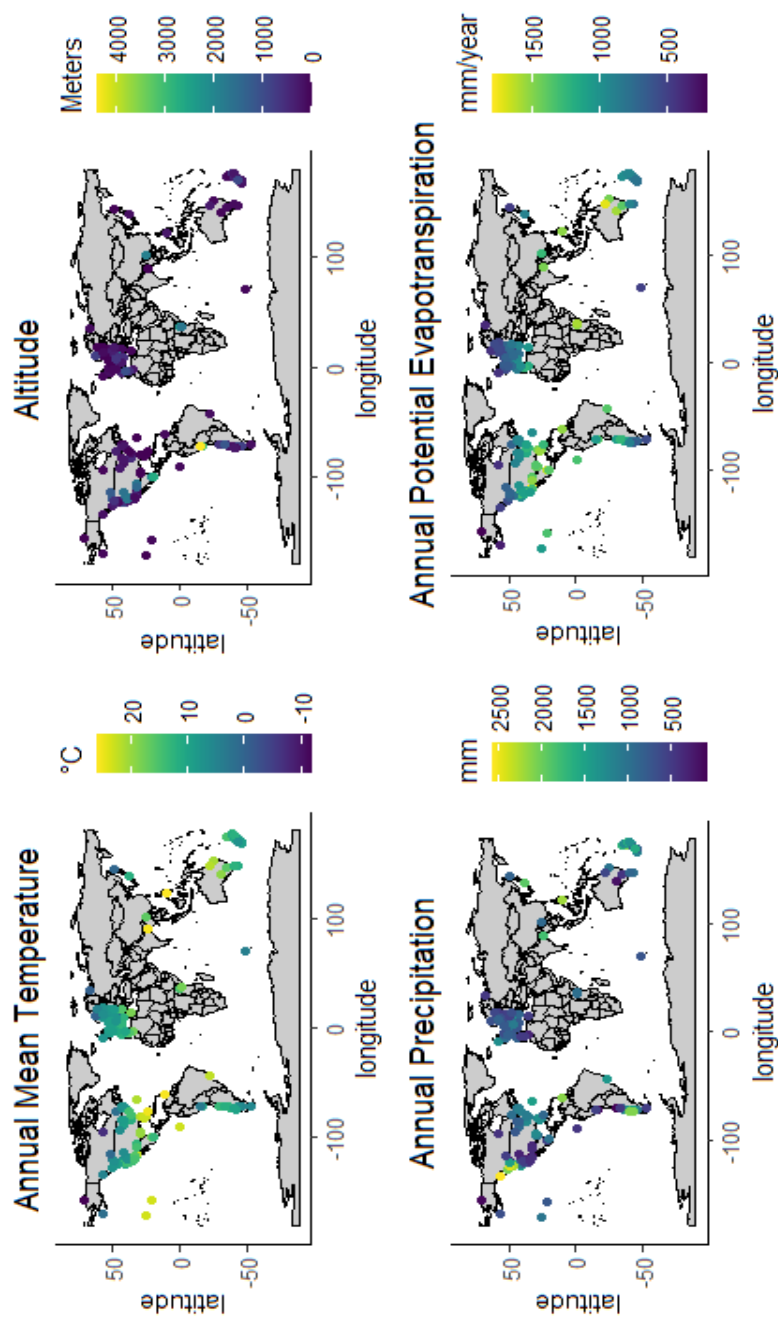 Annual Mean Temperature
°C
20
10
0
-10
latitude
50
0
-50
-100
0
100
longitude
Altitude
Meters
4000
3000
2000
1000
0
latitude
50
0
-50
-100
0
100
longitude
Annual Precipitation
mm
2500
2000
1500
1000
500
latitude
50
0
-50
-100
0
100
longitude
Annual Potential Evapotranspiration
mm/year
1500
1000
500
latitude
50
0
-50
-100
0
100
longitude